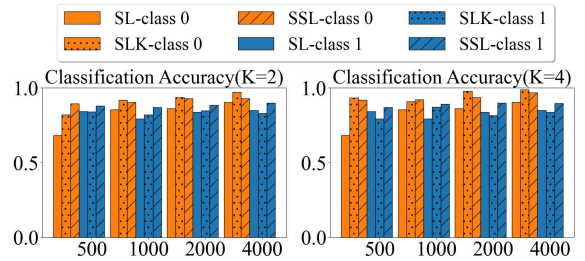 SL-class 0 SSL-class 0 SLK-class 1
SLK-class 0 SL-class 1 SSL-class 1
Classification Accuracy(K=2) Classification Accuracy(K=4)
1.0 1.0
0.5 0.5
0.0 0.0
500 1000 2000 4000 500 1000 2000 4000